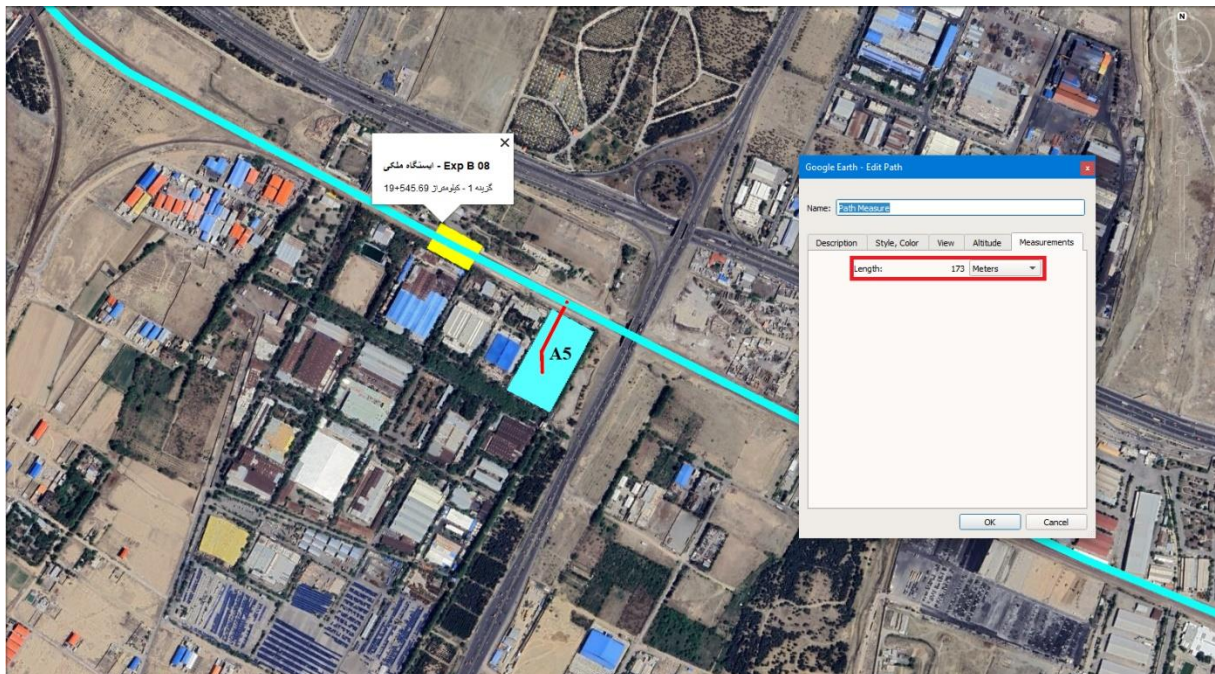 N
Exp B 08 - ایستگاه ملکی
گزینه 1 - کیلومتراژ 19+545.69
A5
Google Earth - Edit Path
x
Name: Path Measure
Description Style, Color View Altitude Measurements
Length: 173 Meters
OK Cancel